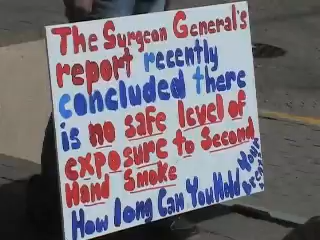 The Surgeon General's
report recently
concluded there
is no safe level of
exposure to Second
Hand Smoke
How long Can You Hold Your
Breath